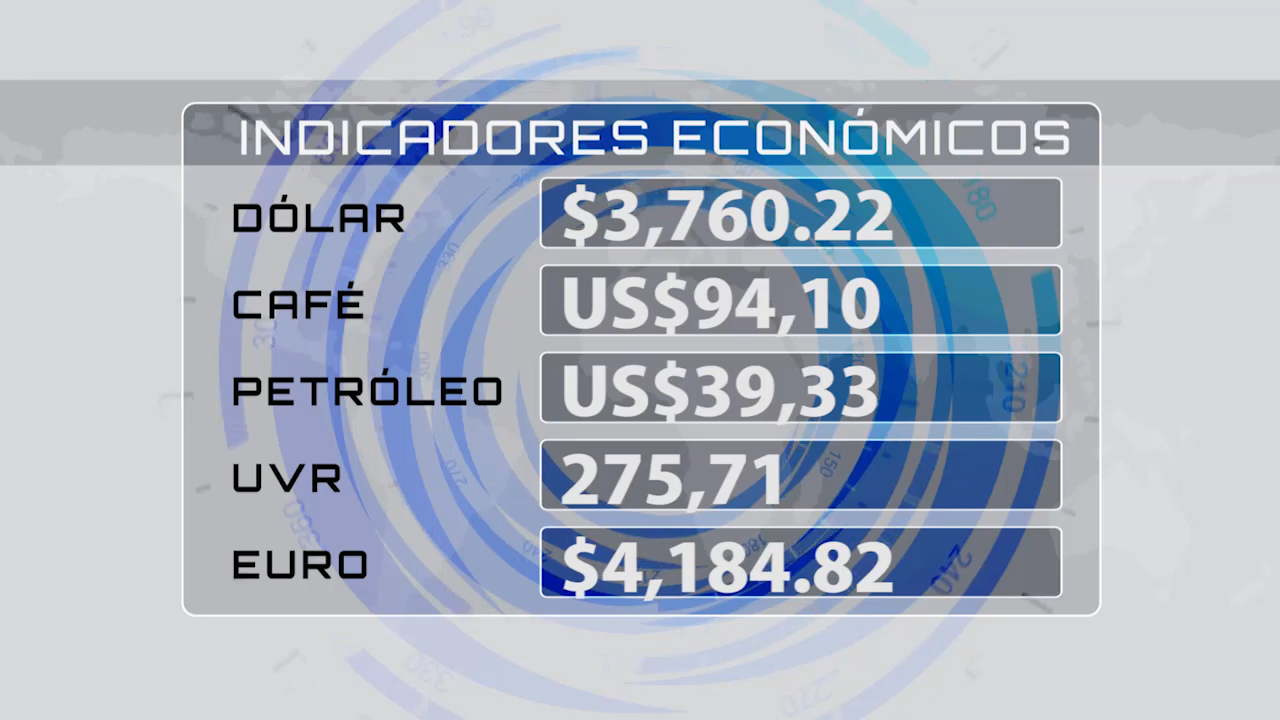 INDICADORES ECONÓMICOS
DÓLAR $3,760.22
CAFÉ US$94,10
PETRÓLEO US$39,33
UVR 275,71
EURO $4,184.82